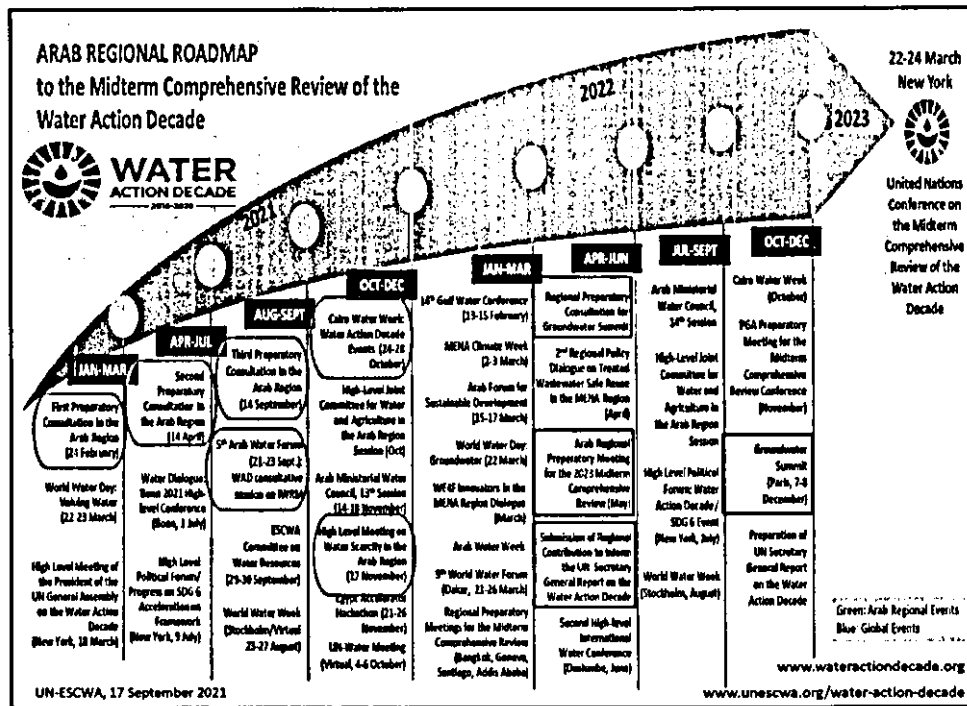 ARAB REGIONAL ROADMAP
to the Midterm Comprehensive Review of the
Water Action Decade
WATER
ACTION DECADE
2018-2028
2021
2022
2023
22-24 March
New York
United Nations
Conference on
the Midterm
Comprehensive
Review of the
Water Action
Decade
JAN-MAR
First Preparatory
Consultation in the
Arab Region
(24 February)
World Water Day:
Valuing Water
(22-23 March)
High Level Meeting of
the President of the
UN General Assembly
on the Water Action
Decade
(New York, 18 March)
APR-JUL
Second
Preparatory
Consultation in
the Arab Region
(14 April)
Water Dialogue:
Bonn 2021 High-
level Conference
(Bonn, 1 July)
High Level
Political Forum/
Progress on SDG 6
Acceleration
Framework
(New York, 9 July)
AUG-SEPT
Third Preparatory
Consultation in the
Arab Region
(14 September)
5th Arab Water Forum
(21-23 Sept.):
WAD consultative
session on
ESCWA
Committee on
Water Resources
(29-30 September)
World Water Week
(Stockholm/Virtual
23-27 August)
OCT-DEC
Cairo Water Week:
Water Action Decade
Events (24-28
October)
High-Level Joint
Committee for Water
and Agriculture in
the Arab Region
Session (Oct)
Arab Ministerial Water
Council, 13th Session
(14-18 November)
High Level Meeting on
Water Scarcity in the
Arab Region
(17 November)
Hackathon (21-26
November)
UN-Water Meeting
(Virtual, 4-6 October)
JAN-MAR
14th Gulf Water Conference
(13-15 February)
MENA Climate Week
(2-3 March)
Arab Forum for
Sustainable Development
(15-17 March)
World Water Day:
Groundwater (22 March)
WE4F Innovators in the
MENA Region Dialogue
(March)
Arab Water Week
9th World Water Forum
(Dakar, 21-26 March)
Regional Preparatory
Meetings for the Midterm
Comprehensive Review
(Bangkok, Geneva,
Santiago, Addis Ababa)
APR-JUN
Regional Preparatory
Consultation for
Groundwater Summit
2nd Regional Policy
Dialogue on Treated
Wastewater Safe Reuse
in the MENA Region
(April)
Arab Regional
Preparatory Meeting
for the 2023 Midterm
Comprehensive
Review (May)
Submission of Regional
Contribution to Inform
the UN Secretary
General Report on the
Water Action Decade
Second High-level
International
Water Conference
(Dushanbe, June)
JUL-SEPT
Arab Ministerial
Water Council,
14th Session
High-Level Joint
Committee for
Water and
Agriculture in
the Arab Region
Session
High Level Political
Forum: Water
Action Decade/
SDG 6 Event
(New York, July)
World Water Week
(Stockholm, August)
OCT-DEC
Cairo Water Week
(October)
PGA Preparatory
Meeting for the
Midterm
Comprehensive
Review Conference
(November)
Groundwater
Summit
(Paris, 7-8
December)
Preparation of
UN Secretary
General Report
on the Water
Action Decade
Green: Arab Regional Events
Blue: Global Events
www.wateractiondecade.org
UN-ESCWA, 17 September 2021
www.unescwa.org/water-action-decade